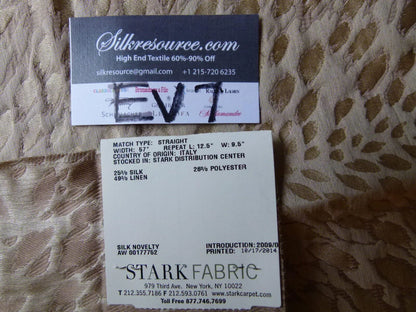 Silkresource.com
High End Textile 60%-90% Off
silkresource@gmail.com +1 215-720 6235
EV7
MATCH TYPE: STRAIGHT
WIDTH: 57" REPEAT L: 12.5" W: 9.5"
COUNTRY OF ORIGIN: ITALY
STOCKED IN: STARK DISTRIBUTION CENTER
25% SILK 26% POLYESTER
49% LINEN
SILK NOVELTY INTRODUCTION: 2009/0
AW 00177752 PRINTED: 10/17/2014
STARK FABRIC
979 Third Ave. New York, NY 10022
T 212.355.7186 F 212.593.0761 www.starkcarpet.com
Toll Free 877.746.7699